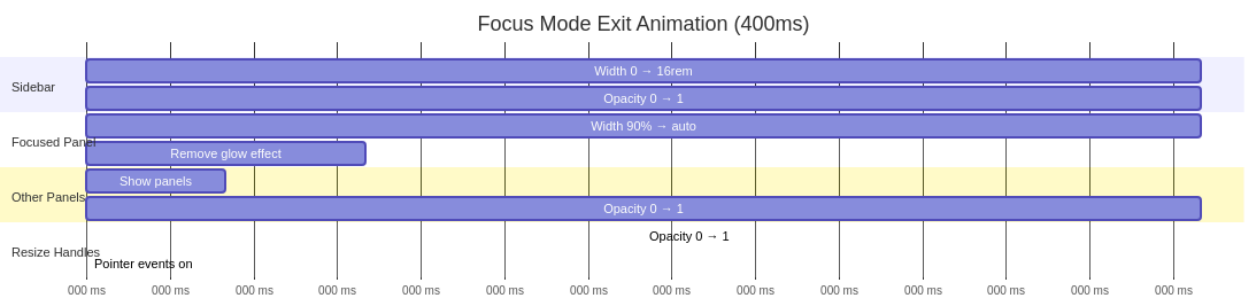 Focus Mode Exit Animation (400ms)
Sidebar
Width 0 → 16rem
Opacity 0 → 1
Focused Panel
Width 90% → auto
Remove glow effect
Other Panels
Show panels
Opacity 0 → 1
Resize Handles
Opacity 0 → 1
Pointer events on
000 ms 000 ms 000 ms 000 ms 000 ms 000 ms 000 ms 000 ms 000 ms 000 ms 000 ms 000 ms 000 ms 000 ms